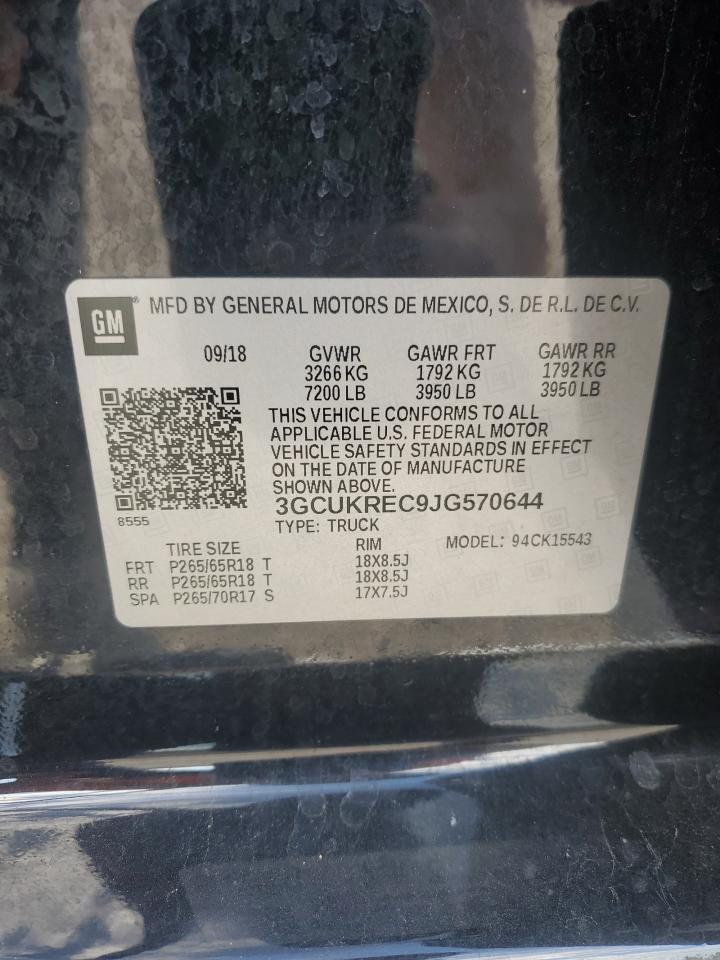 GM ® MFD BY GENERAL MOTORS DE MEXICO, S. DE R.L. DE C.V.
09/18 GVWR GAWR FRT GAWR RR
3266 KG 1792 KG 1792 KG
7200 LB 3950 LB 3950 LB
THIS VEHICLE CONFORMS TO ALL
APPLICABLE U.S. FEDERAL MOTOR
VEHICLE SAFETY STANDARDS IN EFFECT
ON THE DATE OF MANUFACTURE
SHOWN ABOVE.
3GCUKREC9JG570644
8555
TYPE: TRUCK
TIRE SIZE RIM MODEL: 94CK15543
FRT P265/65R18 T 18X8.5J
RR P265/65R18 T 18X8.5J
SPA P265/70R17 S 17X7.5J